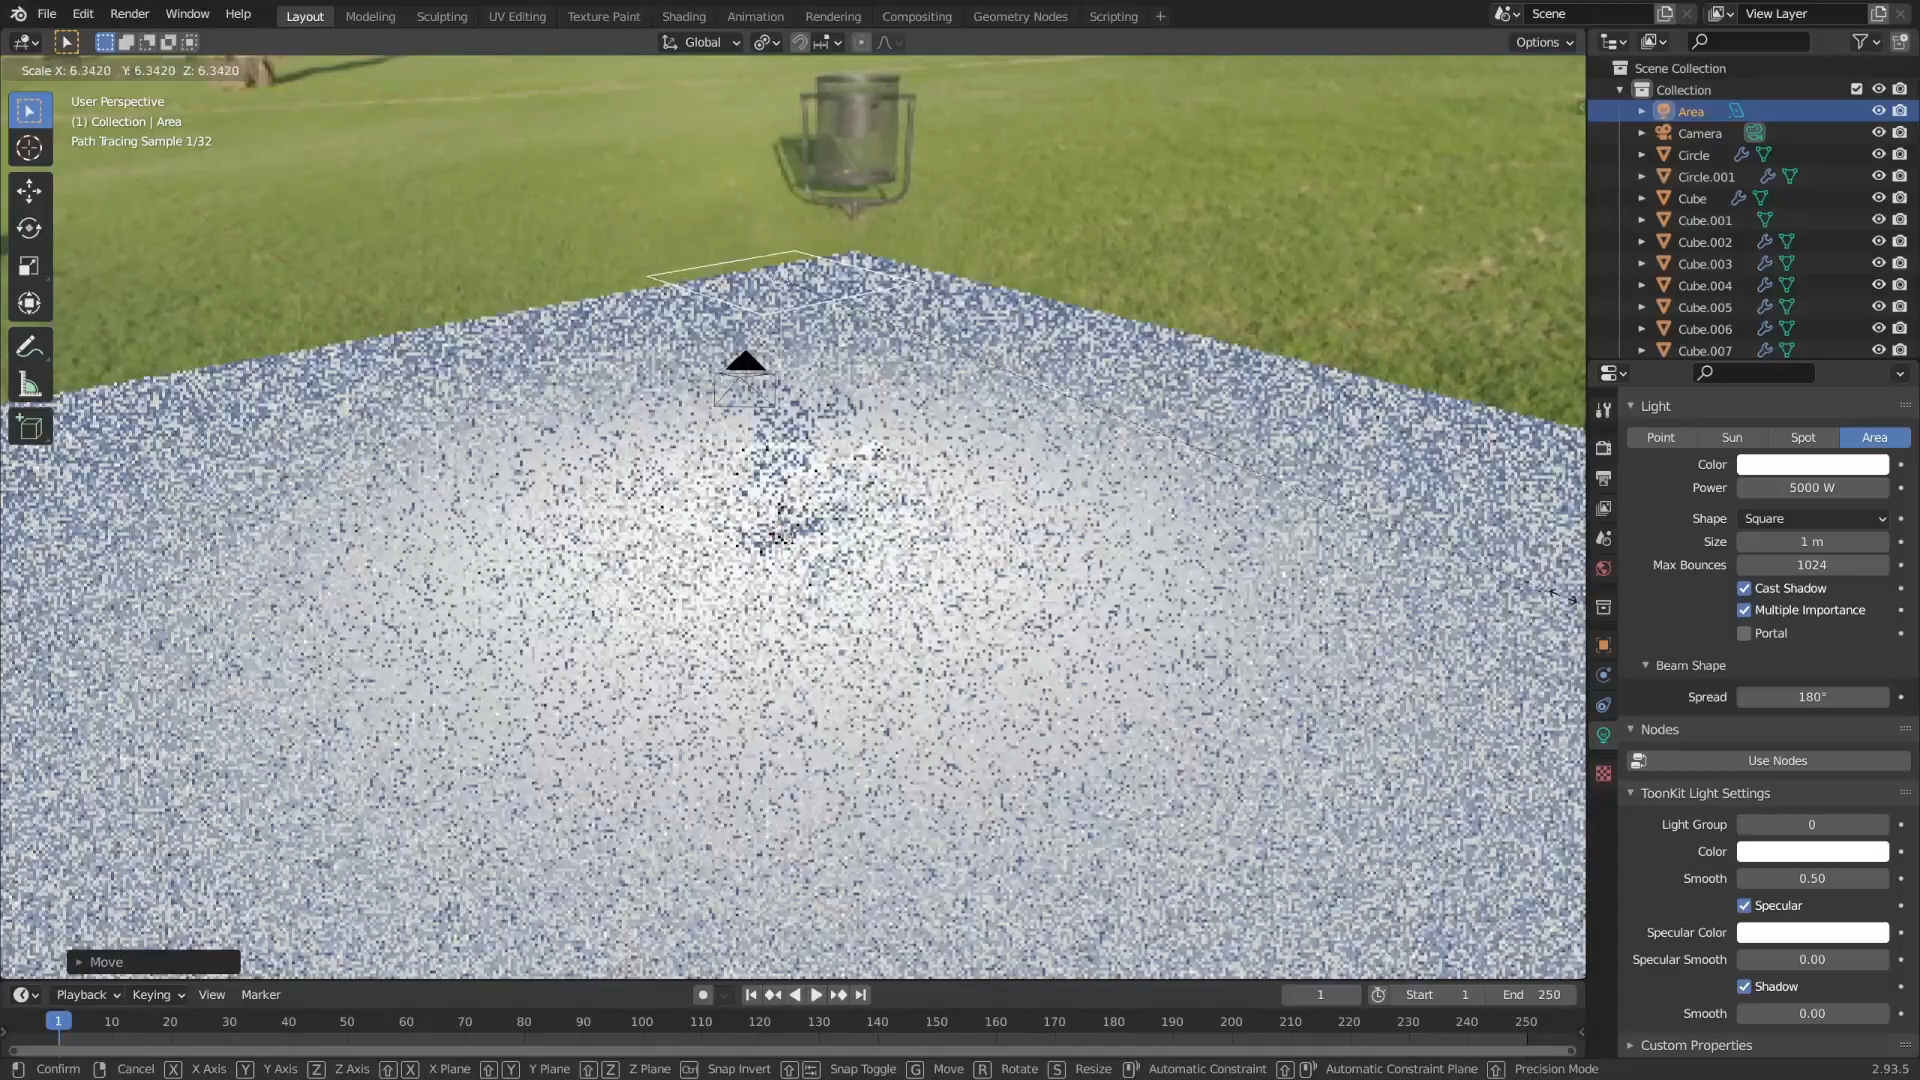 File Edit Render Window Help
Layout Modeling Sculpting UV Editing Texture Paint Shading Animation Rendering Compositing Geometry Nodes Scripting +
Scene
View Layer
Global
Options
Scale X: 6.3420 Y: 6.3420 Z: 6.3420
User Perspective
(1) Collection | Area
Path Tracing Sample 1/32
Scene Collection
Collection
Area
Camera
Circle
Circle.001
Cube
Cube.001
Cube.002
Cube.003
Cube.004
Cube.005
Cube.006
Cube.007
Light
Point Sun Spot Area
Color
Power 5000 W
Shape Square
Size 1 m
Max Bounces 1024
Cast Shadow
Multiple Importance
Portal
Beam Shape
Spread 180°
Nodes
Use Nodes
ToonKit Light Settings
Light Group 0
Color
Smooth 0.50
Specular
Specular Color
Specular Smooth 0.00
Shadow
Smooth 0.00
Custom Properties
Move
Playback Keying View Marker
1 Start 1 End 250
1 10 20 30 40 50 60 70 80 90 100 110 120 130 140 150 160 170 180 190 200 210 220 230 240 250
Confirm Cancel X X Axis Y Y Axis Z Z Axis X X Plane Y Y Plane Z Z Plane Ctrl Snap Invert Snap Toggle G Move R Rotate S Resize Automatic Constraint Automatic Constraint Plane Precision Mode 2.93.5